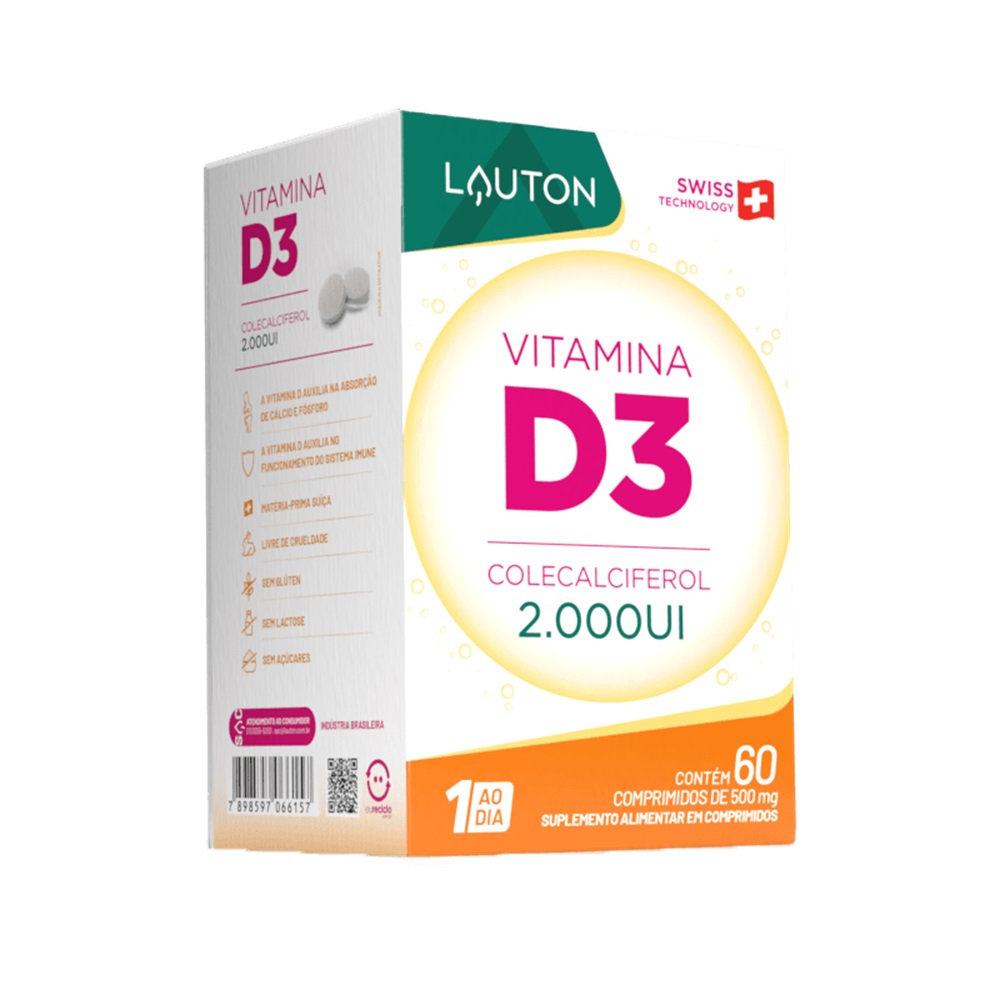 LAUTON
SWISS
TECHNOLOGY
VITAMINA
D3
COLECALCIFEROL
2.000UI
1 AO
DIA
CONTÉM 60
COMPRIMIDOS DE 500 mg
SUPLEMENTO ALIMENTAR EM COMPRIMIDOS
VITAMINA
D3
COLECALCIFEROL
2.000UI
A VITAMINA D AUXILIA NA ABSORÇÃO
DE CÁLCIO E FÓSFORO
A VITAMINA D AUXILIA NO
FUNCIONAMENTO DO SISTEMA IMUNE
MATÉRIA-PRIMA SUÍÇA
LIVRE DE CRUELDADE
SEM GLÚTEN
SEM LACTOSE
SEM AÇÚCARES
SAC
ATENDIMENTO AO CONSUMIDOR
INDÚSTRIA BRASILEIRA
7 898597 066157
eureciclo